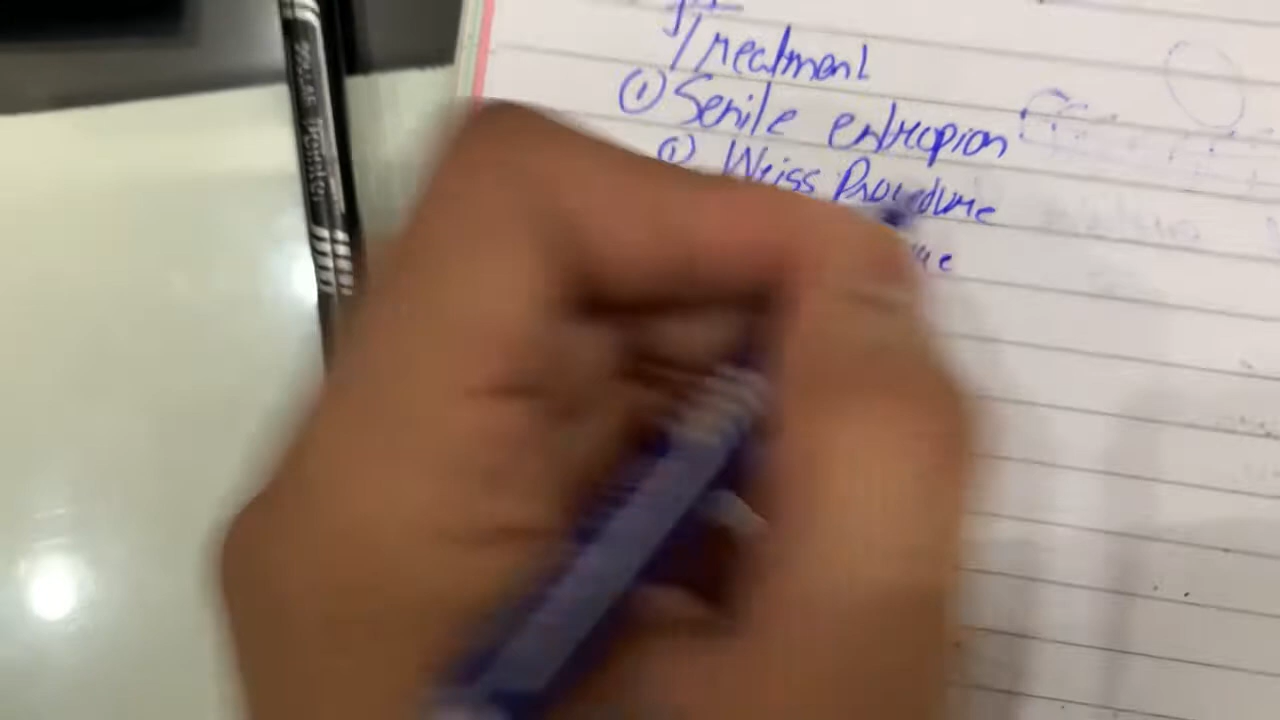 Treatment
① Senile entropion
① Weiss Procedure